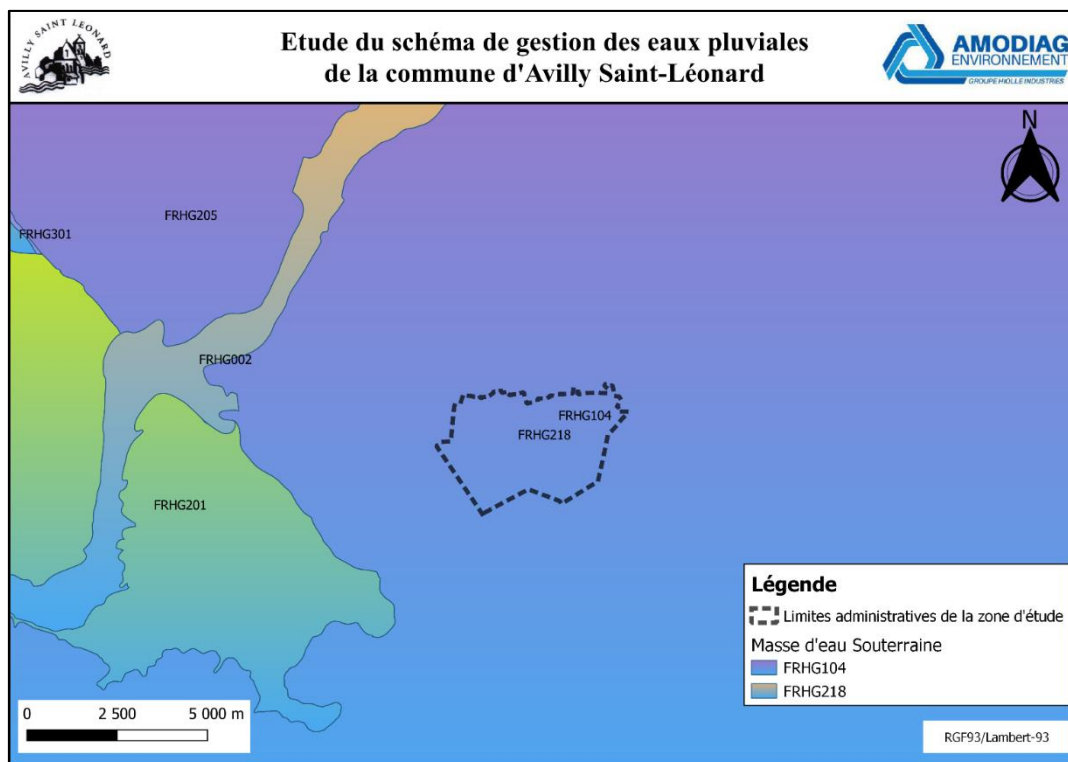 AVILLY SAINT LÉONARD
Etude du schéma de gestion des eaux pluviales
de la commune d'Avilly Saint-Léonard
AMODIAG
ENVIRONNEMENT
GROUPE HIOLLE INDUSTRIES
N
FRHG205
FRHG301
FRHG002
FRHG104
FRHG218
FRHG201
Légende
Limites administratives de la zone d'étude
Masse d'eau Souterraine
FRHG104
FRHG218
0 2 500 5 000 m
RGF93/Lambert-93